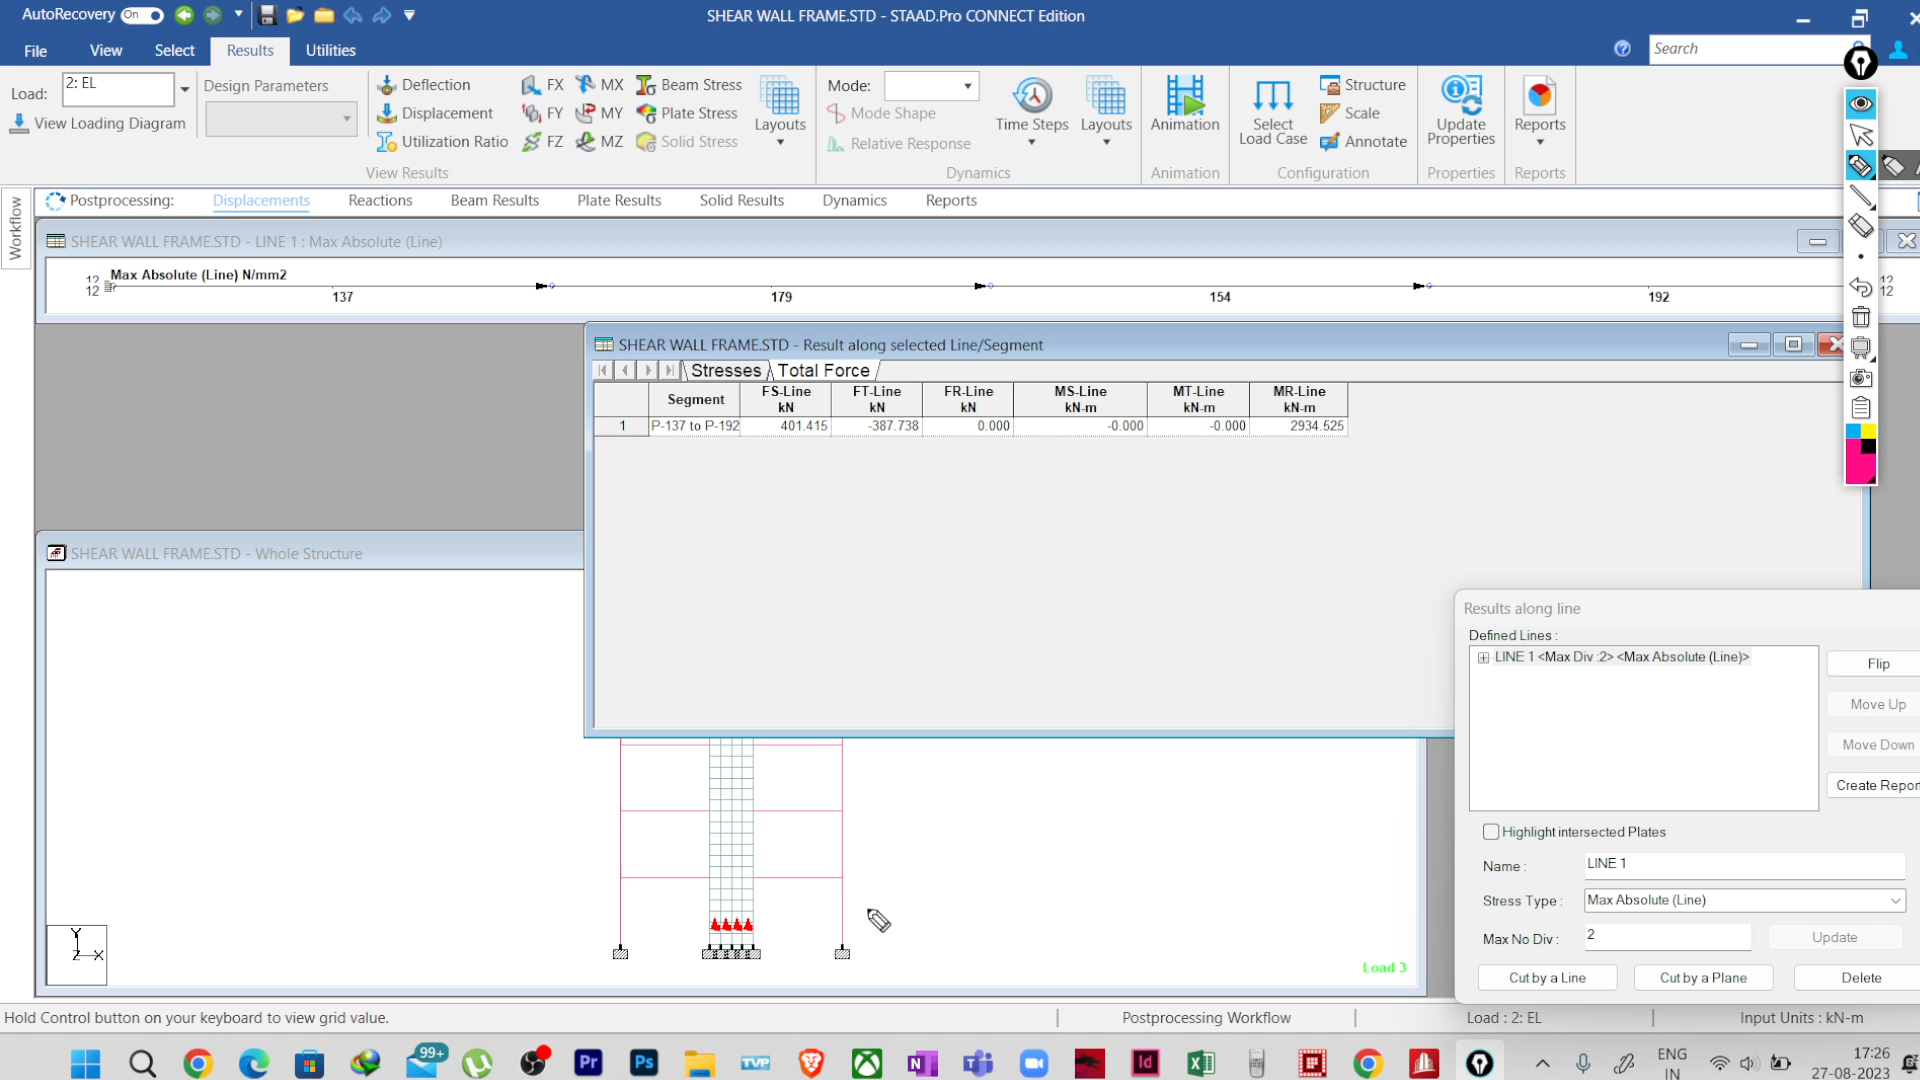 AutoRecovery On
SHEAR WALL FRAME.STD - STAAD.Pro CONNECT Edition
File View Select Results Utilities
Search
Load: 2: EL
Design Parameters
View Loading Diagram
Deflection
Displacement
Utilization Ratio
FX MX
FY MY
FZ MZ
Beam Stress
Plate Stress
Solid Stress
Layouts
View Results
Mode:
Mode Shape
Relative Response
Time Steps
Layouts
Dynamics
Animation
Animation
Select
Load Case
Structure
Scale
Annotate
Configuration
Update
Properties
Properties
Reports
Reports
Workflow
Postprocessing: Displacements Reactions Beam Results Plate Results Solid Results Dynamics Reports
SHEAR WALL FRAME.STD - LINE 1 : Max Absolute (Line)
Max Absolute (Line) N/mm2
12
12
137 179 154 192
12
12
SHEAR WALL FRAME.STD - Result along selected Line/Segment
Stresses Total Force
Segment FS-Line kN FT-Line kN FR-Line kN MS-Line kN-m MT-Line kN-m MR-Line kN-m
1 P-137 to P-192 401.415 -387.738 0.000 -0.000 -0.000 2934.525
SHEAR WALL FRAME.STD - Whole Structure
Y
Z X
Load 3
Results along line
Defined Lines :
LINE 1 <Max Div :2> <Max Absolute (Line)>
Flip
Move Up
Move Down
Create Repor
Highlight intersected Plates
Name : LINE 1
Stress Type : Max Absolute (Line)
Max No Div : 2
Update
Cut by a Line Cut by a Plane Delete
Hold Control button on your keyboard to view grid value.
Postprocessing Workflow
Load : 2: EL
Input Units : kN-m
99+
Pr
Ps
TVP
N
Id
ENG
IN
17:26
27-08-2023